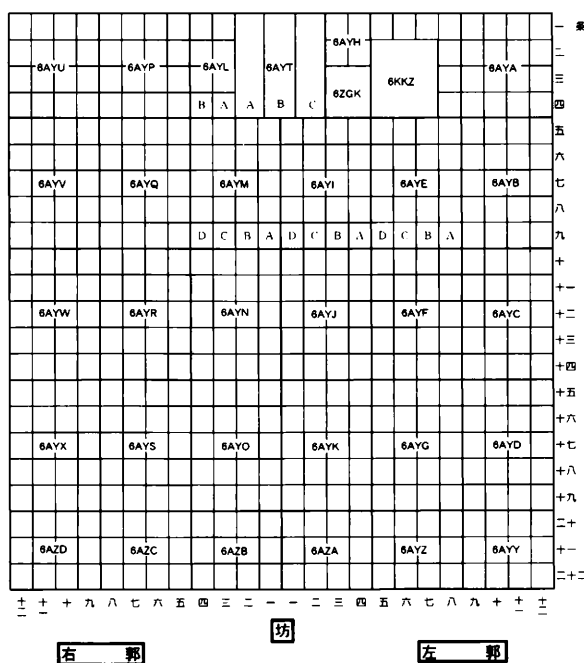 一 条
6AYH
二
6AYU 6AYP 6AYL 6AYT 6KKZ 6AYA
三
6ZGK
B A A B C 四
五
六
6AYV 6AYQ 6AYM 6AYI 6AYE 6AYB 七
八
D C B A D C B A D C B A 九
十
十一
6AYW 6AYR 6AYN 6AYJ 6AYF 6AYC 十二
十三
十四
十五
十六
6AYX 6AYS 6AYO 6AYK 6AYG 6AYD 十七
十八
十九
二十
6AZD 6AZC 6AZB 6AZA 6AYZ 6AYY 十一
二十二
十二 十一 十 九 八 七 六 五 四 三 二 一 一 二 三 四 五 六 七 八 九 十 十一 十二
坊
右 郭 左 郭